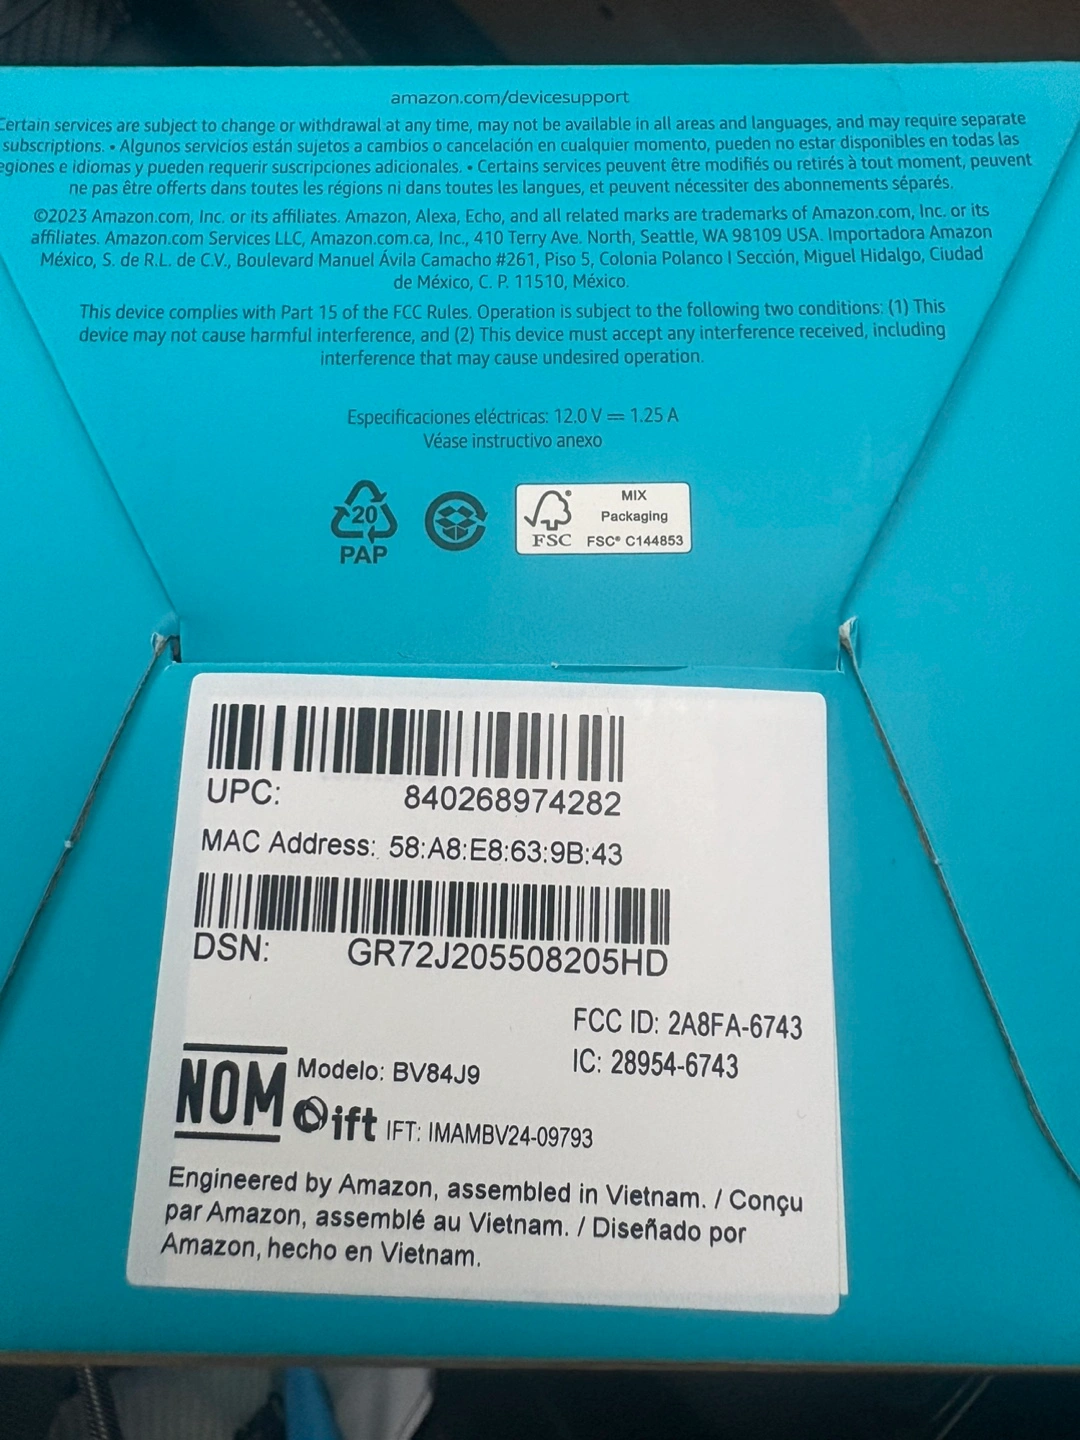 amazon.com/devicesupport
Certain services are subject to change or withdrawal at any time, may not be available in all areas and languages, and may require separate
subscriptions. • Algunos servicios están sujetos a cambios o cancelación en cualquier momento, pueden no estar disponibles en todas las
egiones e idiomas y pueden requerir suscripciones adicionales. • Certains services peuvent être modifiés ou retirés à tout moment, peuvent
ne pas être offerts dans toutes les régions ni dans toutes les langues, et peuvent nécessiter des abonnements séparés.
©2023 Amazon.com, Inc. or its affiliates. Amazon, Alexa, Echo, and all related marks are trademarks of Amazon.com, Inc. or its
affiliates. Amazon.com Services LLC, Amazon.com.ca, Inc., 410 Terry Ave. North, Seattle, WA 98109 USA. Importadora Amazon
México, S. de R.L. de C.V., Boulevard Manuel Ávila Camacho #261, Piso 5, Colonia Polanco I Sección, Miguel Hidalgo, Ciudad
de México, C. P. 11510, México.
This device complies with Part 15 of the FCC Rules. Operation is subject to the following two conditions: (1) This
device may not cause harmful interference, and (2) This device must accept any interference received, including
interference that may cause undesired operation.
Especificaciones eléctricas: 12.0 V ⎓ 1.25 A
Véase instructivo anexo
20
PAP
FSC
MIX
Packaging
FSC® C144853
UPC: 840268974282
MAC Address: 58:A8:E8:63:9B:43
DSN: GR72J205508205HD
FCC ID: 2A8FA-6743
IC: 28954-6743
NOM
Modelo: BV84J9
ift IFT: IMAMBV24-09793
Engineered by Amazon, assembled in Vietnam. / Conçu
par Amazon, assemblé au Vietnam. / Diseñado por
Amazon, hecho en Vietnam.